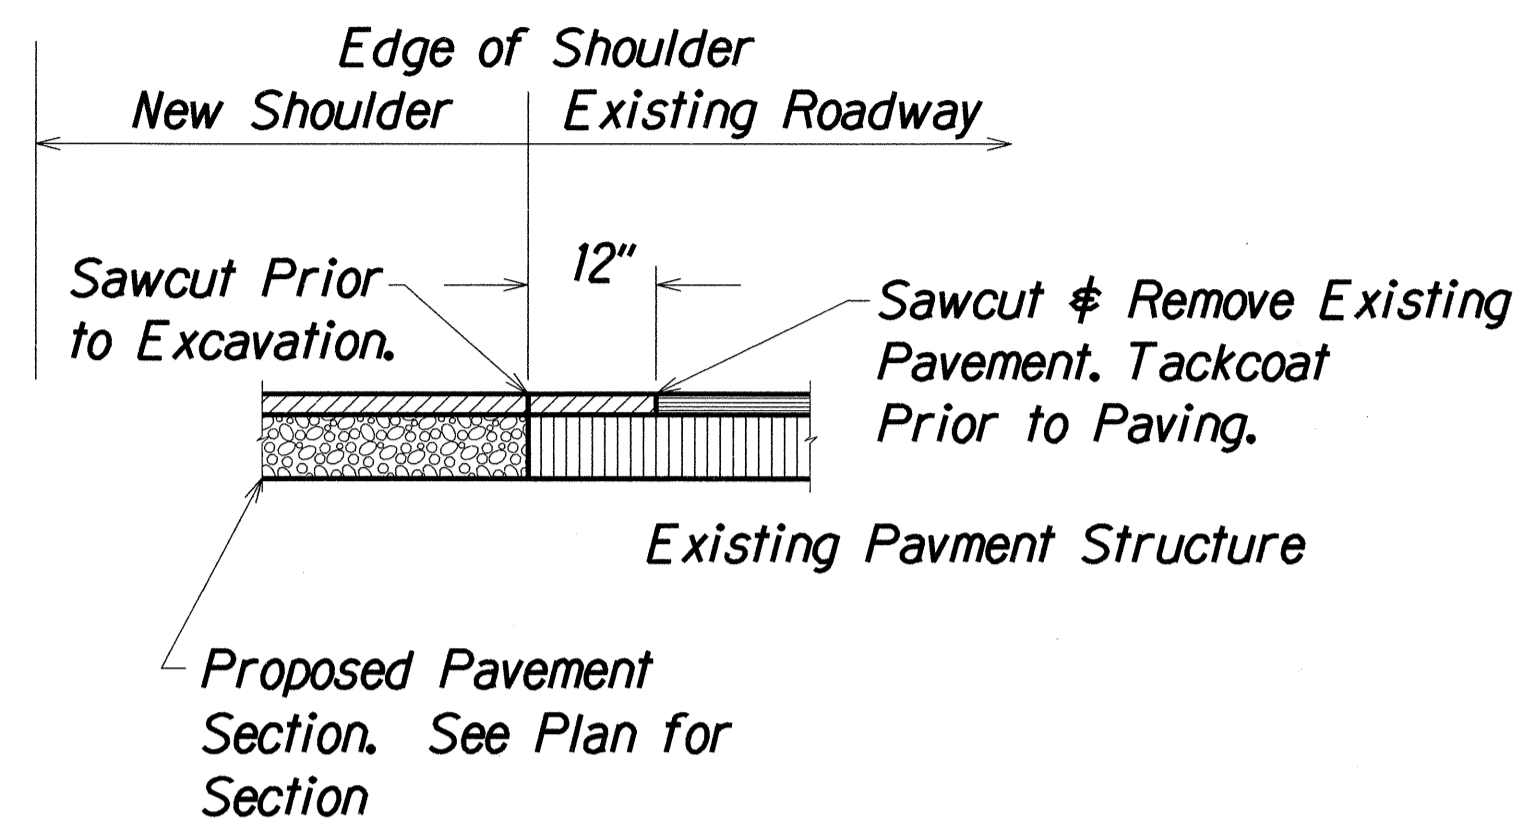 Edge of Shoulder
New Shoulder
Existing Roadway
12"
Sawcut Prior
to Excavation.
Sawcut & Remove Existing
Pavement. Tackcoat
Prior to Paving.
Existing Pavment Structure
Proposed Pavement
Section. See Plan for
Section